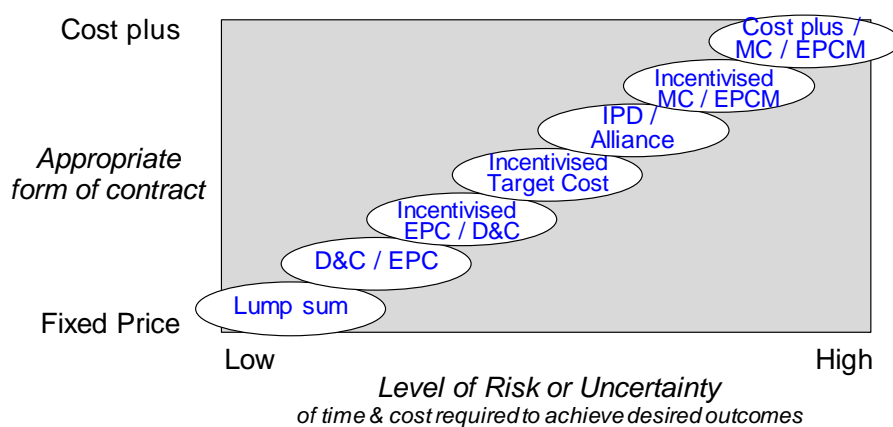 Cost plus
Cost plus /
MC / EPCM
Incentivised
MC / EPCM
IPD /
Alliance
Appropriate
form of contract
Incentivised
Target Cost
Incentivised
EPC / D&C
D&C / EPC
Lump sum
Fixed Price
Low
High
Level of Risk or Uncertainty
of time & cost required to achieve desired outcomes